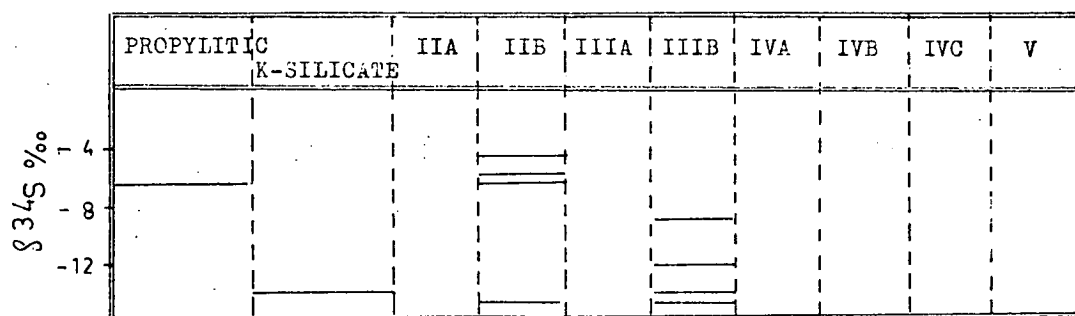 PROPYLITIC IIA IIB IIIA IIIB IVA IVB IVC V
K-SILICATE
δ34S ‰
- 4
- 8
-12